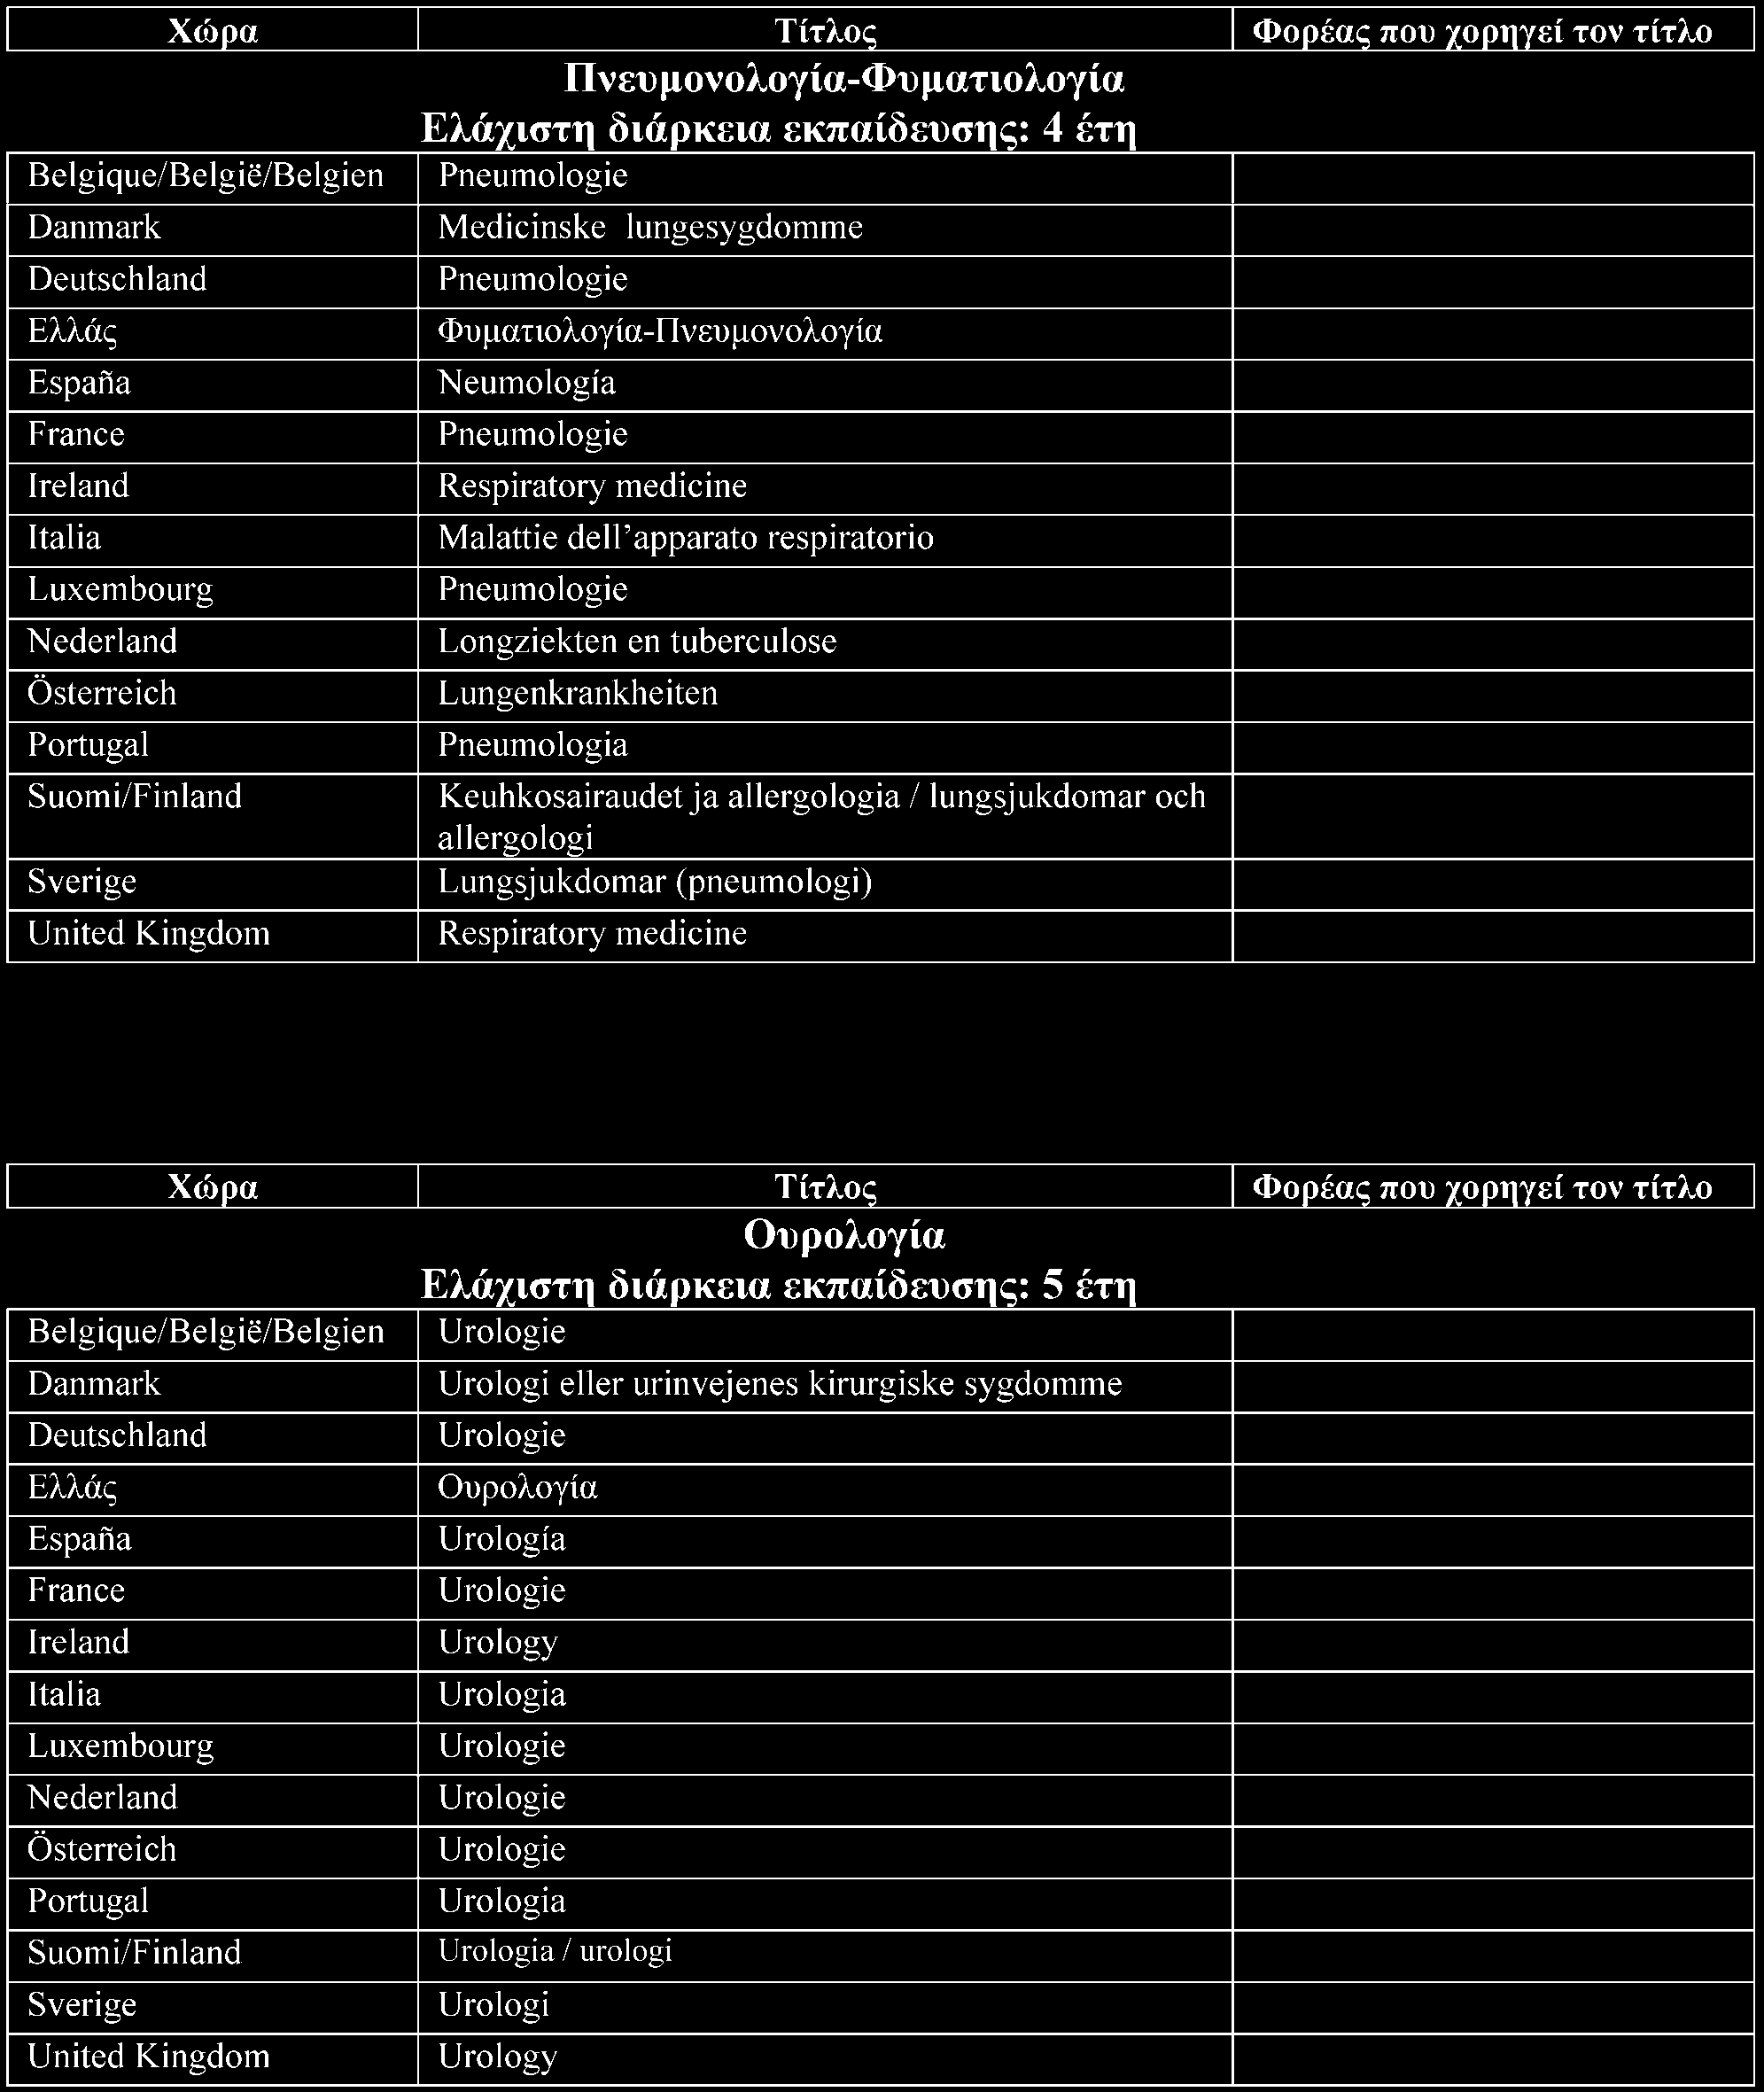 Χώρα Τίτλος Φορέας που χορηγεί τον τίτλο
Πνευμονολογία-Φυματιολογία
Ελάχιστη διάρκεια εκπαίδευσης: 4 έτη
Belgique/België/Belgien Pneumologie
Danmark Medicinske lungesygdomme
Deutschland Pneumologie
Ελλάς Φυματιολογία-Πνευμονολογία
España Neumología
France Pneumologie
Ireland Respiratory medicine
Italia Malattie dell’apparato respiratorio
Luxembourg Pneumologie
Nederland Longziekten en tuberculose
Österreich Lungenkrankheiten
Portugal Pneumologia
Suomi/Finland Keuhkosairaudet ja allergologia / lungsjukdomar och
allergologi
Sverige Lungsjukdomar (pneumologi)
United Kingdom Respiratory medicine
Χώρα Τίτλος Φορέας που χορηγεί τον τίτλο
Ουρολογία
Ελάχιστη διάρκεια εκπαίδευσης: 5 έτη
Belgique/België/Belgien Urologie
Danmark Urologi eller urinvejenes kirurgiske sygdomme
Deutschland Urologie
Ελλάς Ουρολογία
España Urología
France Urologie
Ireland Urology
Italia Urologia
Luxembourg Urologie
Nederland Urologie
Österreich Urologie
Portugal Urologia
Suomi/Finland Urologia / urologi
Sverige Urologi
United Kingdom Urology